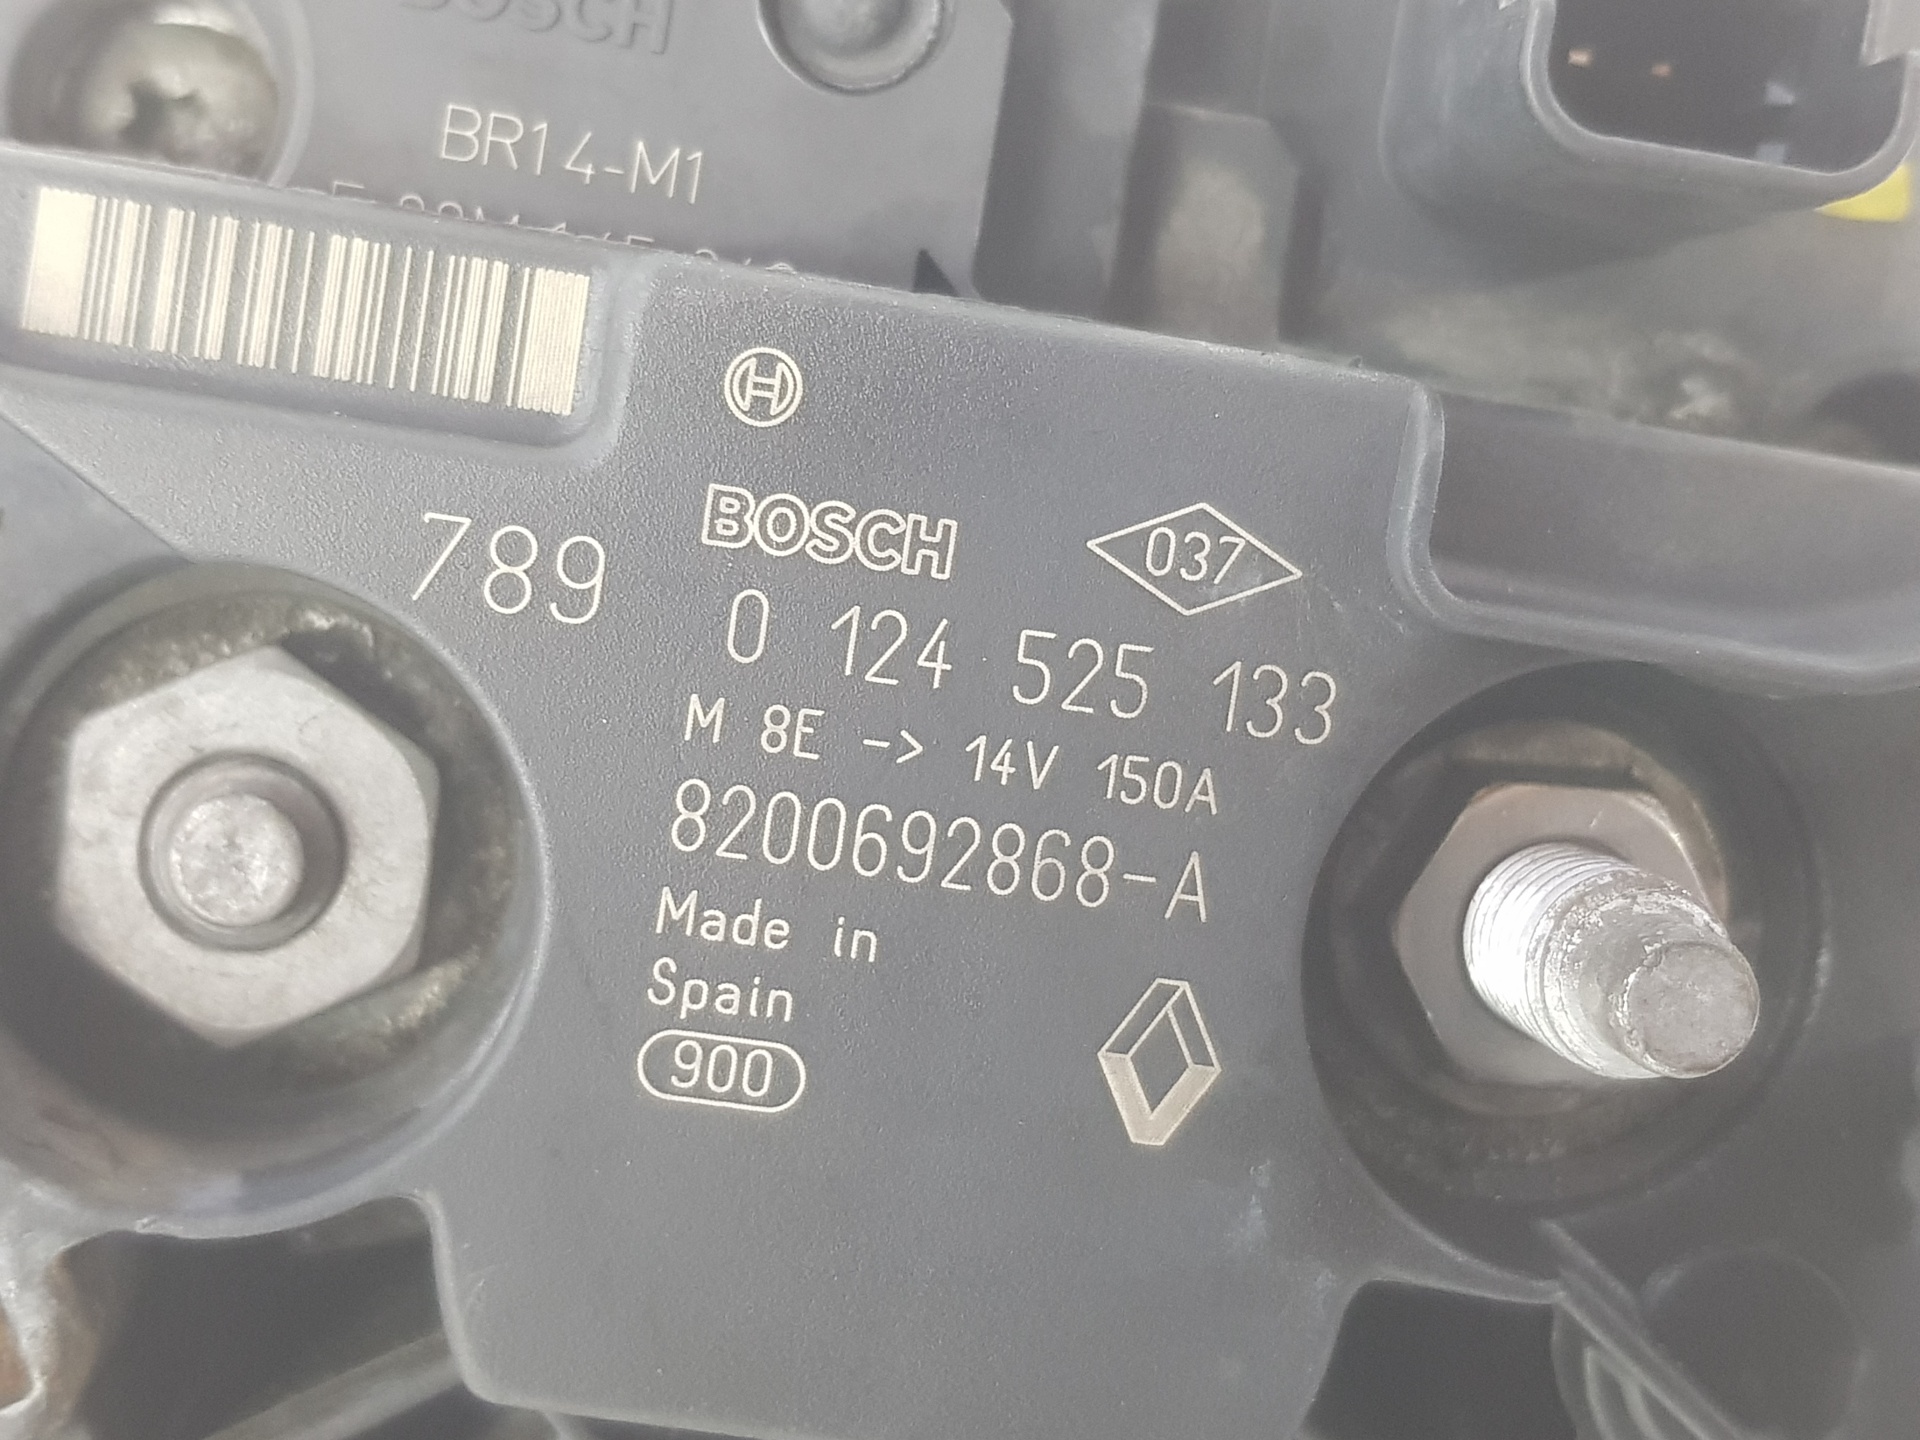 BOSCH
BR14-M1
BOSCH
037
789
0 124 525 133
M 8E -> 14V 150A
8200692868-A
Made in
Spain
900